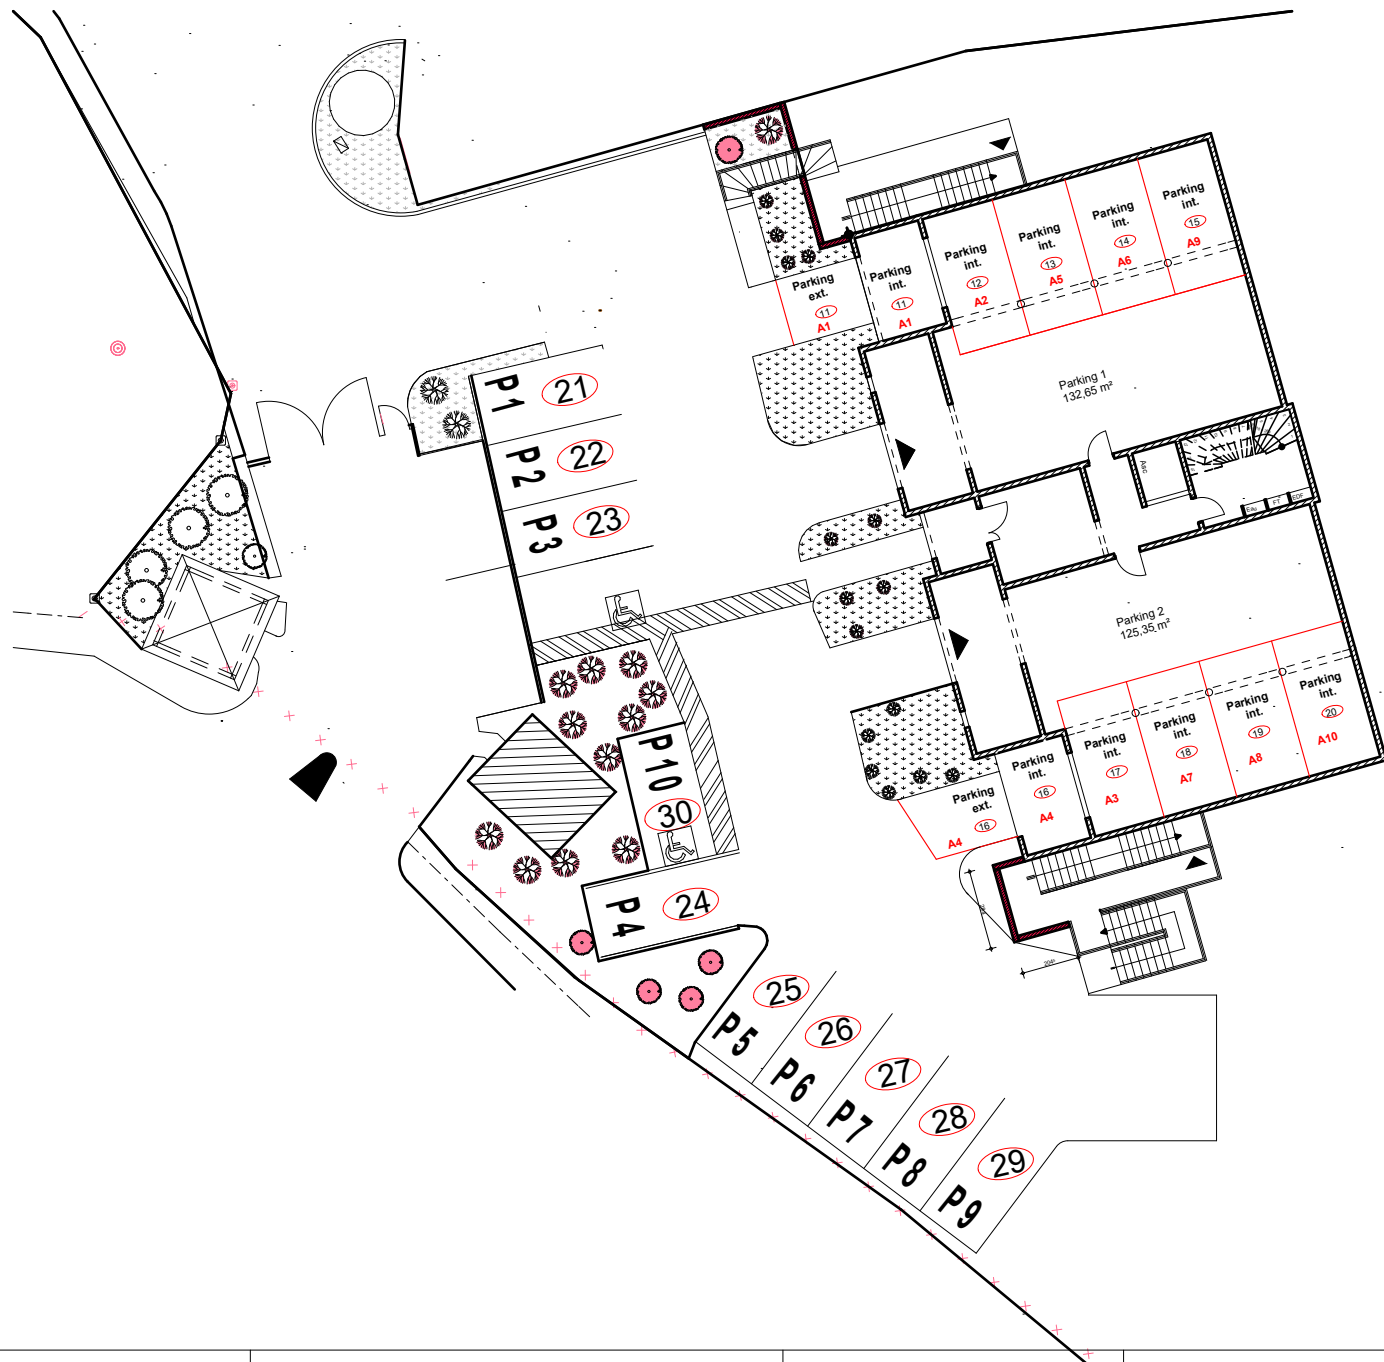 Parking
int.
15
A9
Parking
int.
14
A6
Parking
int.
13
A5
Parking
int.
12
A2
Parking
int.
11
A1
Parking
ext.
11
A1
Parking 1
132,65 m²
P1 21
P2 22
P3 23
Asc
Eau
FT
EDF
Parking 2
125,35 m²
Parking
int.
20
A10
Parking
int.
19
A8
Parking
int.
18
A7
Parking
int.
17
A3
Parking
int.
16
A4
Parking
ext.
16
A4
P10
30
P4 24
25
P5
26
P6
27
P7
28
P8
29
P9